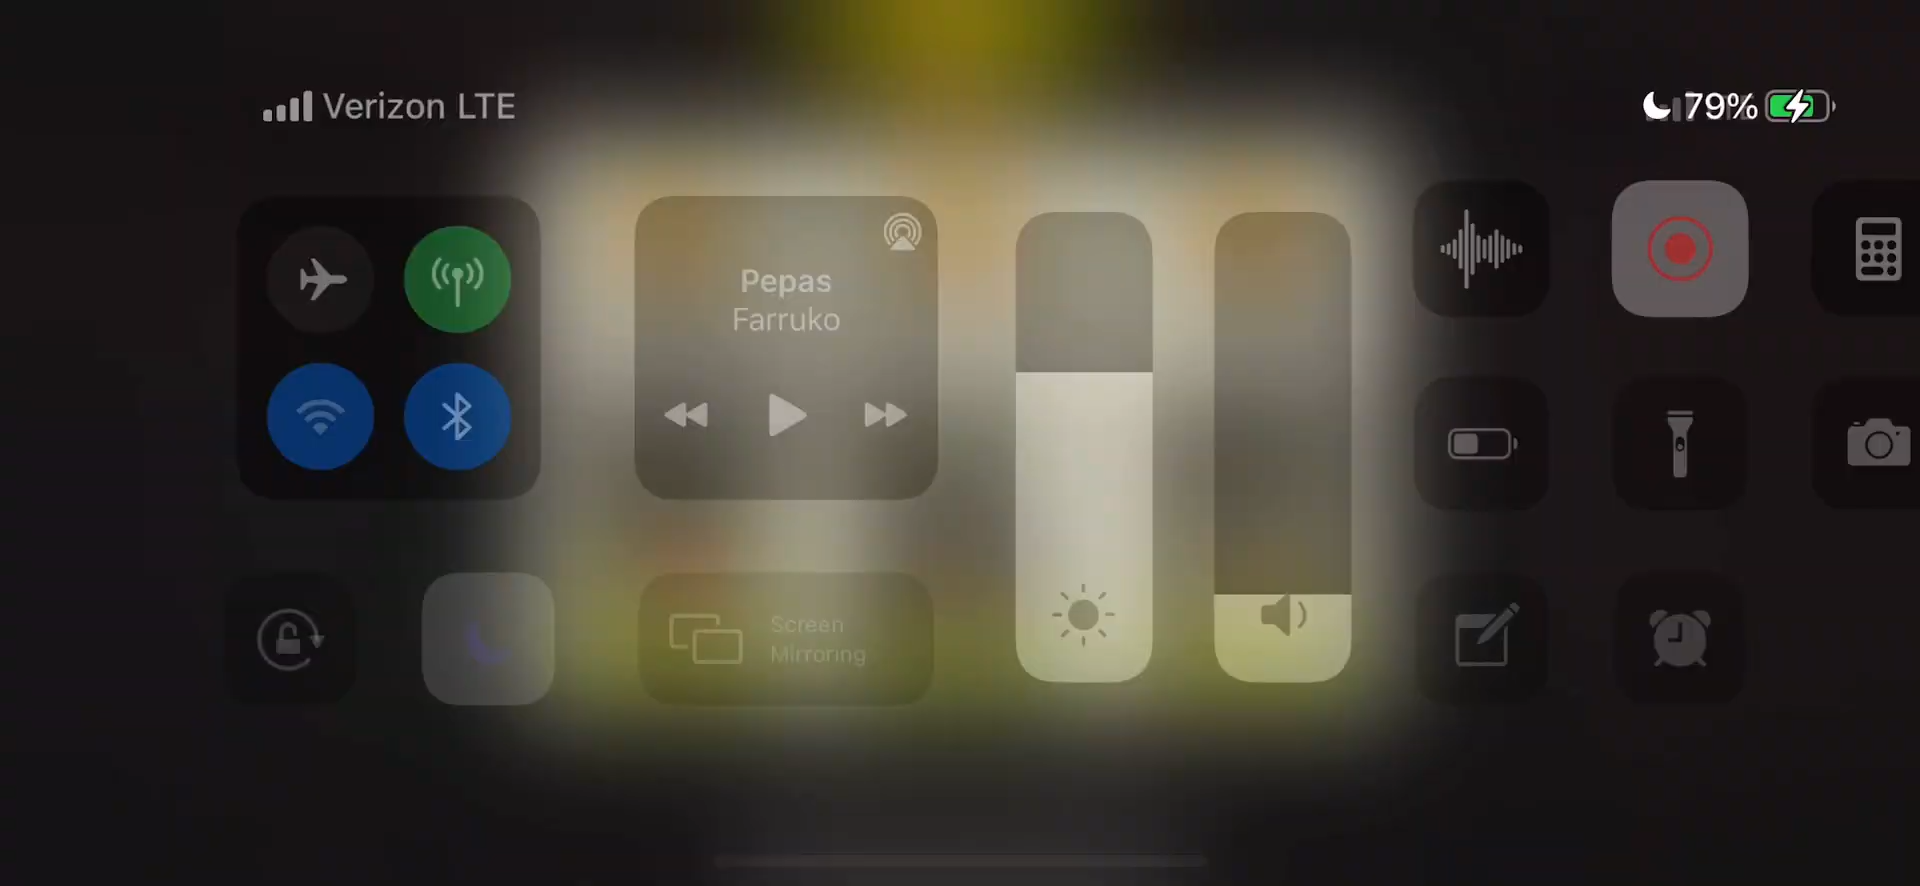 Verizon LTE
79%
Pepas
Farruko
Screen
Mirroring